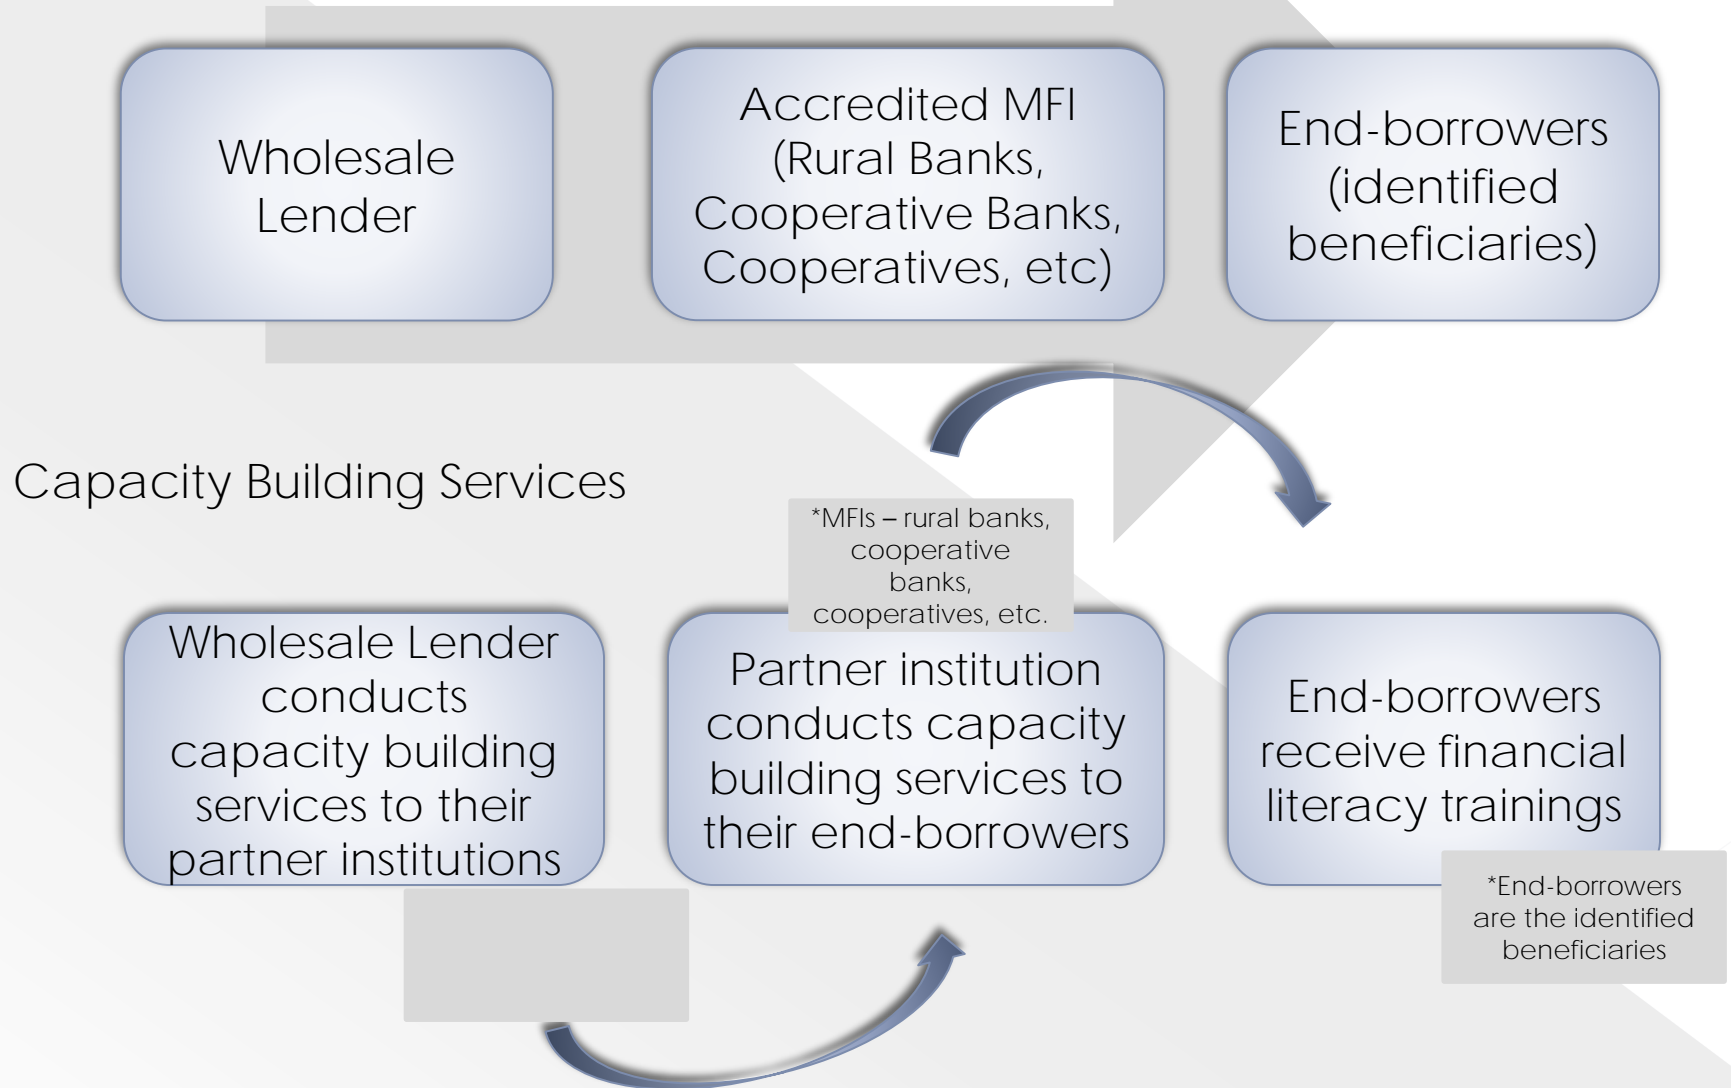 Wholesale
Lender
Accredited MFI
(Rural Banks,
Cooperative Banks,
Cooperatives, etc)
End-borrowers
(identified
beneficiaries)
Capacity Building Services
*MFIs – rural banks,
cooperative
banks,
cooperatives, etc.
Wholesale Lender
conducts
capacity building
services to their
partner institutions
Partner institution
conducts capacity
building services to
their end-borrowers
End-borrowers
receive financial
literacy trainings
*End-borrowers
are the identified
beneficiaries